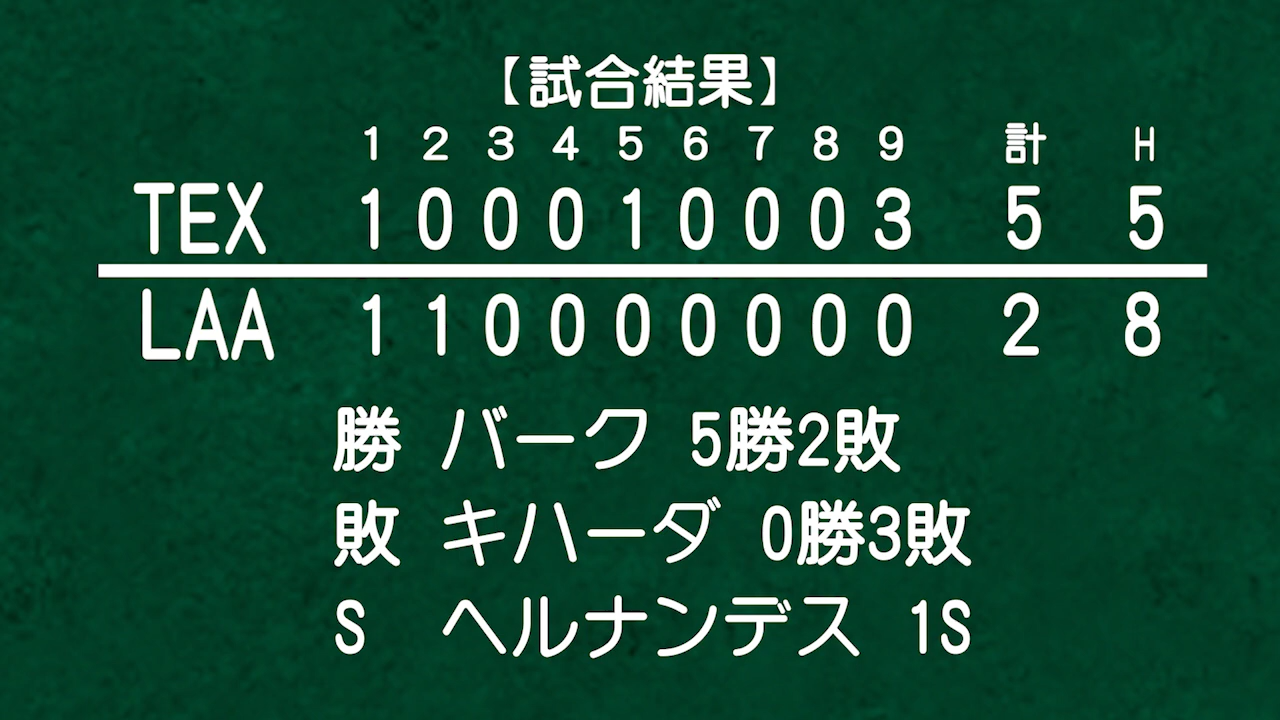 【試合結果】
1 2 3 4 5 6 7 8 9 計 H
TEX 1 0 0 0 1 0 0 0 3 5 5
LAA 1 1 0 0 0 0 0 0 0 2 8
勝 バーク 5勝2敗
敗 キハーダ 0勝3敗
S ヘルナンデス 1S